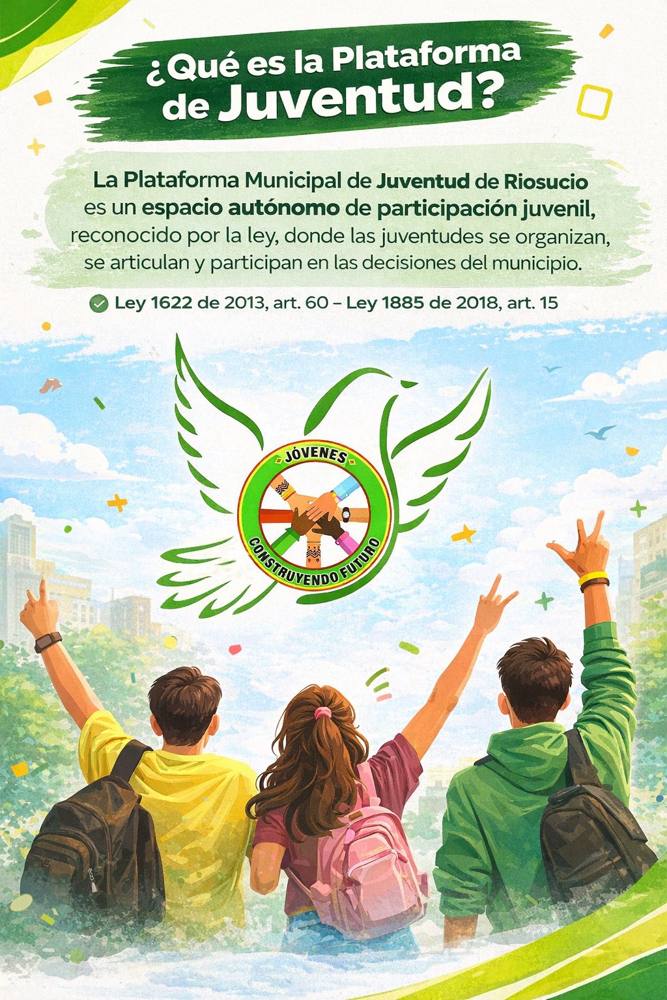 ¿Qué es la Plataforma
de Juventud?
La Plataforma Municipal de Juventud de Riosucio
es un espacio autónomo de participación juvenil,
reconocido por la ley, donde las juventudes se organizan,
se articulan y participan en las decisiones del municipio.
Ley 1622 de 2013, art. 60 – Ley 1885 de 2018, art. 15
JÓVENES
CONSTRUYENDO FUTURO